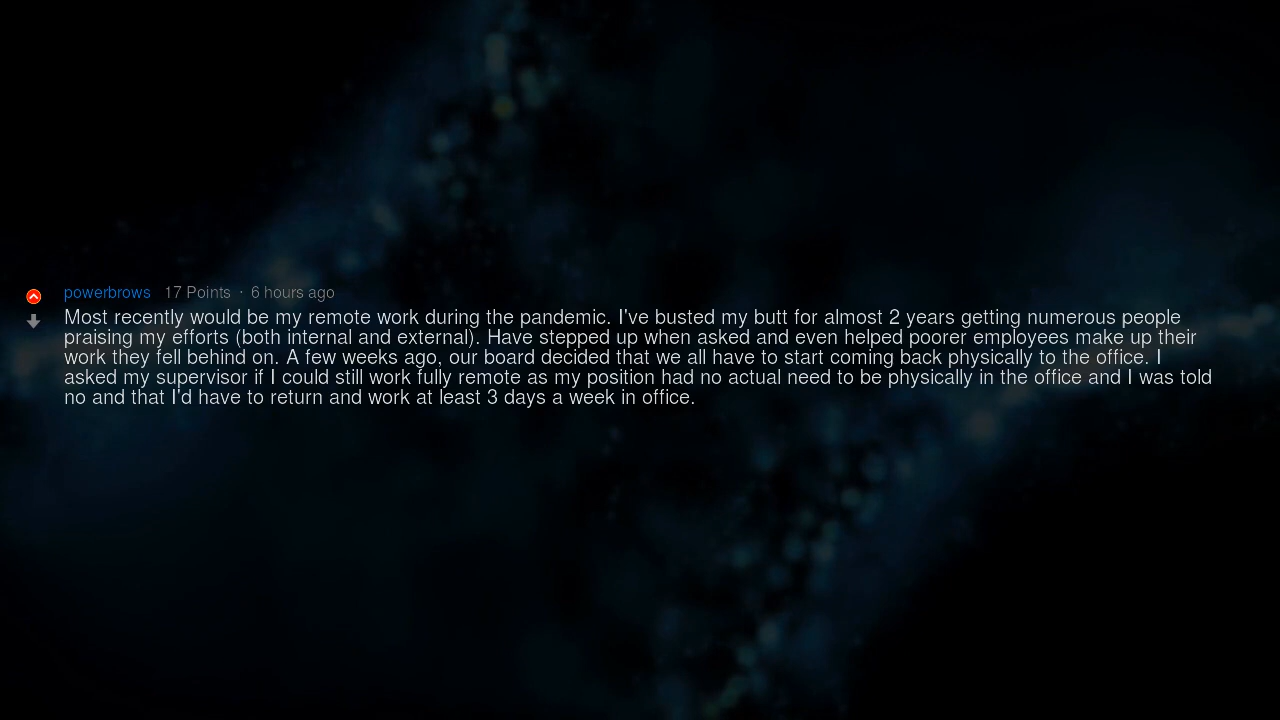 powerbrows 17 Points · 6 hours ago
Most recently would be my remote work during the pandemic. I've busted my butt for almost 2 years getting numerous people
praising my efforts (both internal and external). Have stepped up when asked and even helped poorer employees make up their
work they fell behind on. A few weeks ago, our board decided that we all have to start coming back physically to the office. I
asked my supervisor if I could still work fully remote as my position had no actual need to be physically in the office and I was told
no and that I'd have to return and work at least 3 days a week in office.